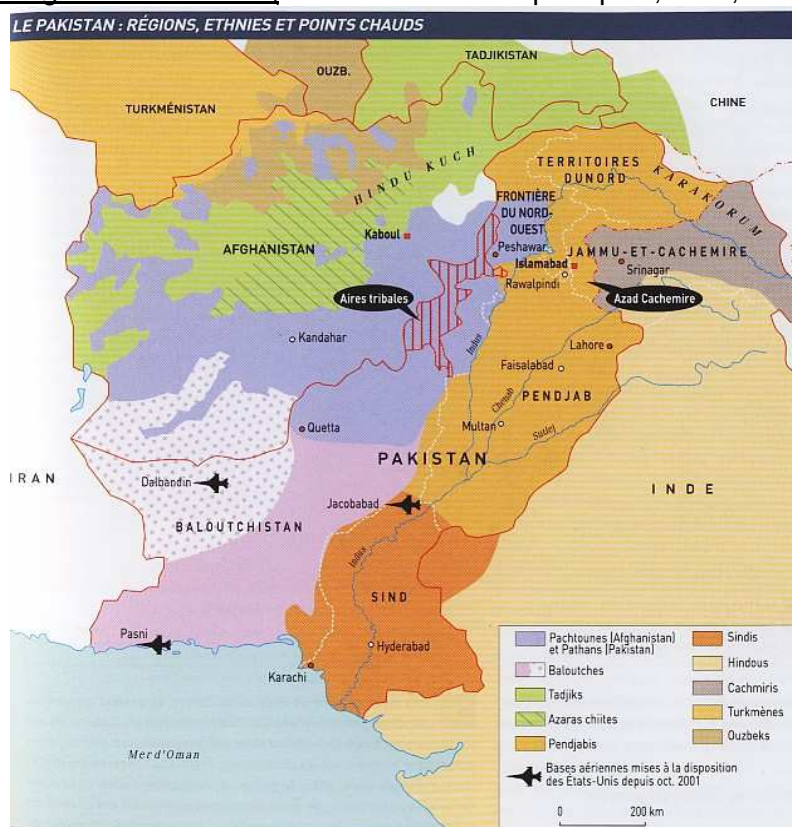 LE PAKISTAN : RÉGIONS, ETHNIES ET POINTS CHAUDS
TADJIKISTAN
OUZB.
TURKMÉNISTAN
CHINE
HINDU KUCH
TERRITOIRES
DU NORD
KARAKORUM
FRONTIÈRE
DU NORD-
OUEST
Kaboul
Peshawar
JAMMU-ET-CACHEMIRE
AFGHANISTAN
Islamabad
Srinagar
Rawalpindi
Aires tribales
Azad Cachemire
Kandahar
Indus
Lahore
Faisalabad
Chenab
PENDJAB
Quetta
Multan
Sutlej
PAKISTAN
IRAN
Dalbandin
INDE
Jacobabad
BALOUTCHISTAN
Indus
SIND
Pasni
Hyderabad
Karachi
Mer d'Oman
Pachtounes (Afghanistan)
et Pathans (Pakistan)
Baloutches
Tadjiks
Azaras chiites
Pendjabis
Sindis
Hindous
Cachmiris
Turkmènes
Ouzbeks
Bases aériennes mises à la disposition
des États-Unis depuis oct. 2001
0 200 km